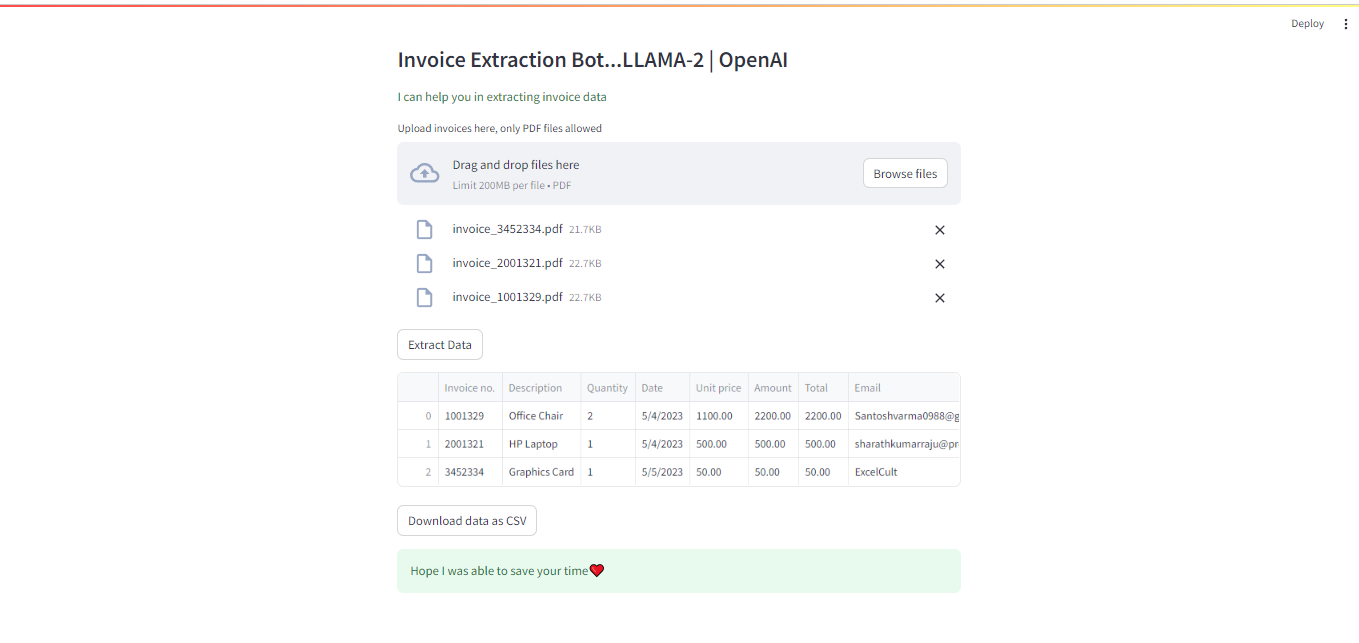 Deploy
Invoice Extraction Bot...LLAMA-2 | OpenAI
I can help you in extracting invoice data
Upload invoices here, only PDF files allowed
Drag and drop files here
Limit 200MB per file • PDF
Browse files
invoice_3452334.pdf 21.7KB
invoice_2001321.pdf 22.7KB
invoice_1001329.pdf 22.7KB
Extract Data
Invoice no. Description Quantity Date Unit price Amount Total Email
0 1001329 Office Chair 2 5/4/2023 1100.00 2200.00 2200.00 Santoshvarma0988@g
1 2001321 HP Laptop 1 5/4/2023 500.00 500.00 500.00 sharathkumarraju@pr
2 3452334 Graphics Card 1 5/5/2023 50.00 50.00 50.00 ExcelCult
Download data as CSV
Hope I was able to save your time❤️